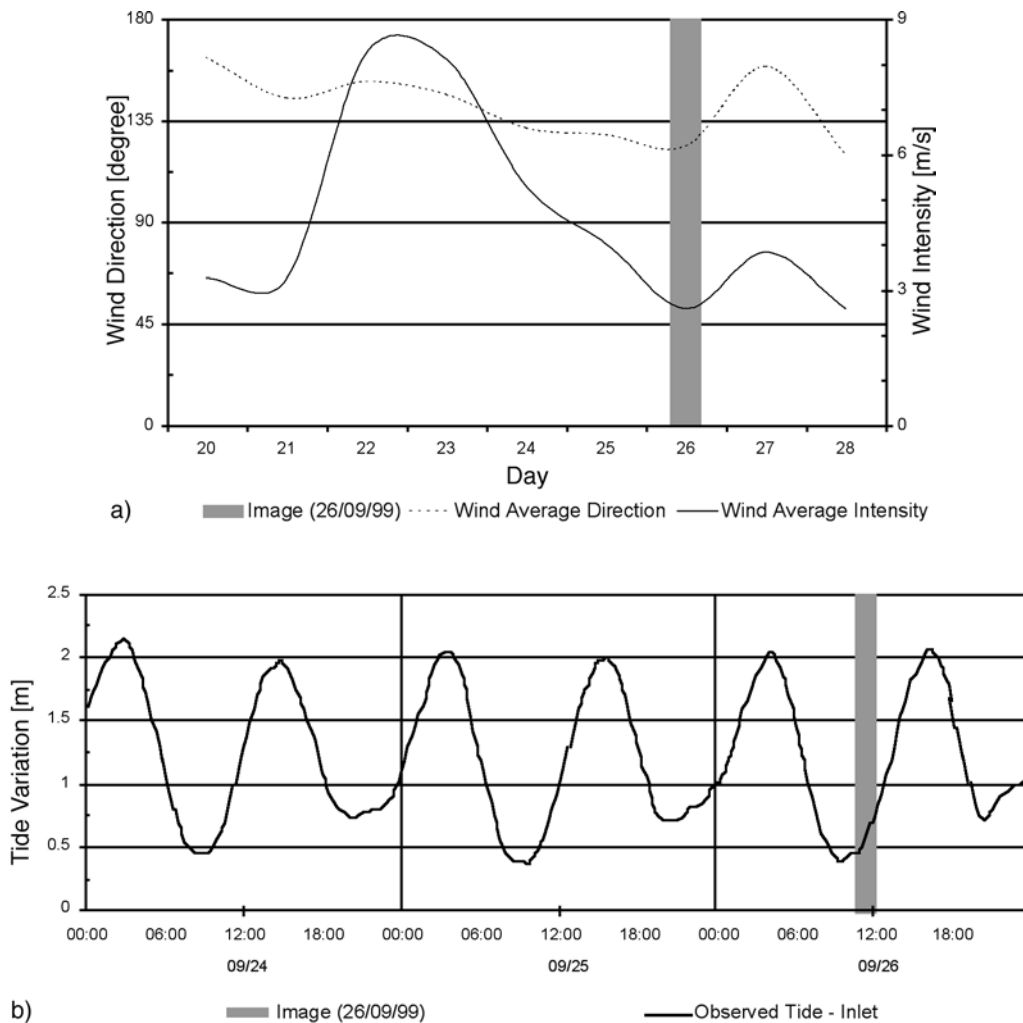 180
135
90
45
0
Wind Direction [degree]
9
6
3
0
Wind Intensity [m/s]
20 21 22 23 24 25 26 27 28
Day
a)
Image (26/09/99) Wind Average Direction Wind Average Intensity
2.5
2
1.5
1
0.5
0
Tide Variation [m]
00:00 06:00 12:00 18:00 00:00 06:00 12:00 18:00 00:00 06:00 12:00 18:00
09/24 09/25 09/26
b)
Image (26/09/99) Observed Tide - Inlet